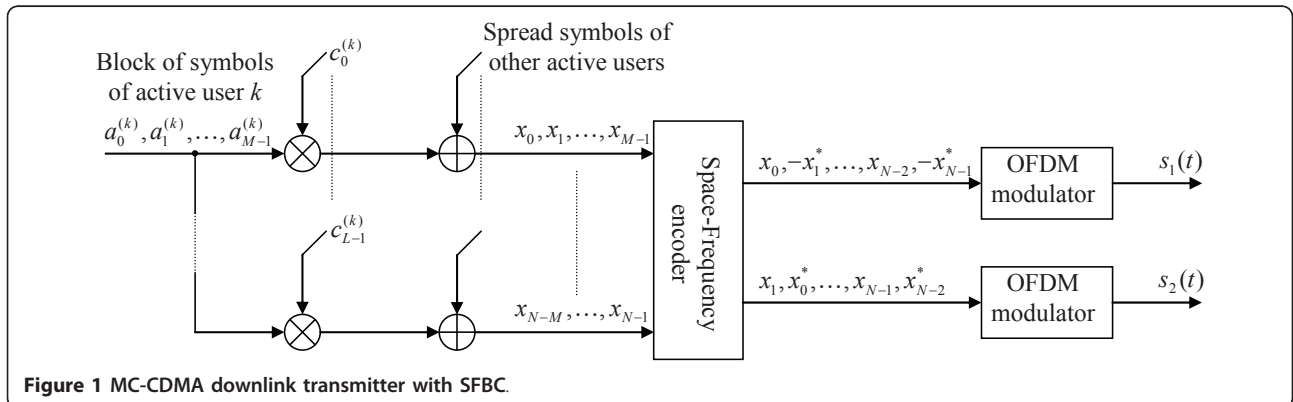 Block of symbols
of active user k
a_0^{(k)}, a_1^{(k)}, ..., a_{M-1}^{(k)}
c_0^{(k)}
Spread symbols of
other active users
x_0, x_1, ..., x_{M-1}
c_{L-1}^{(k)}
x_{N-M}, ..., x_{N-1}
Space-Frequency
encoder
x_0, -x_1^*, ..., x_{N-2}, -x_{N-1}^*
OFDM
modulator
s_1(t)
x_1, x_0^*, ..., x_{N-1}, x_{N-2}^*
OFDM
modulator
s_2(t)
Figure 1 MC-CDMA downlink transmitter with SFBC.